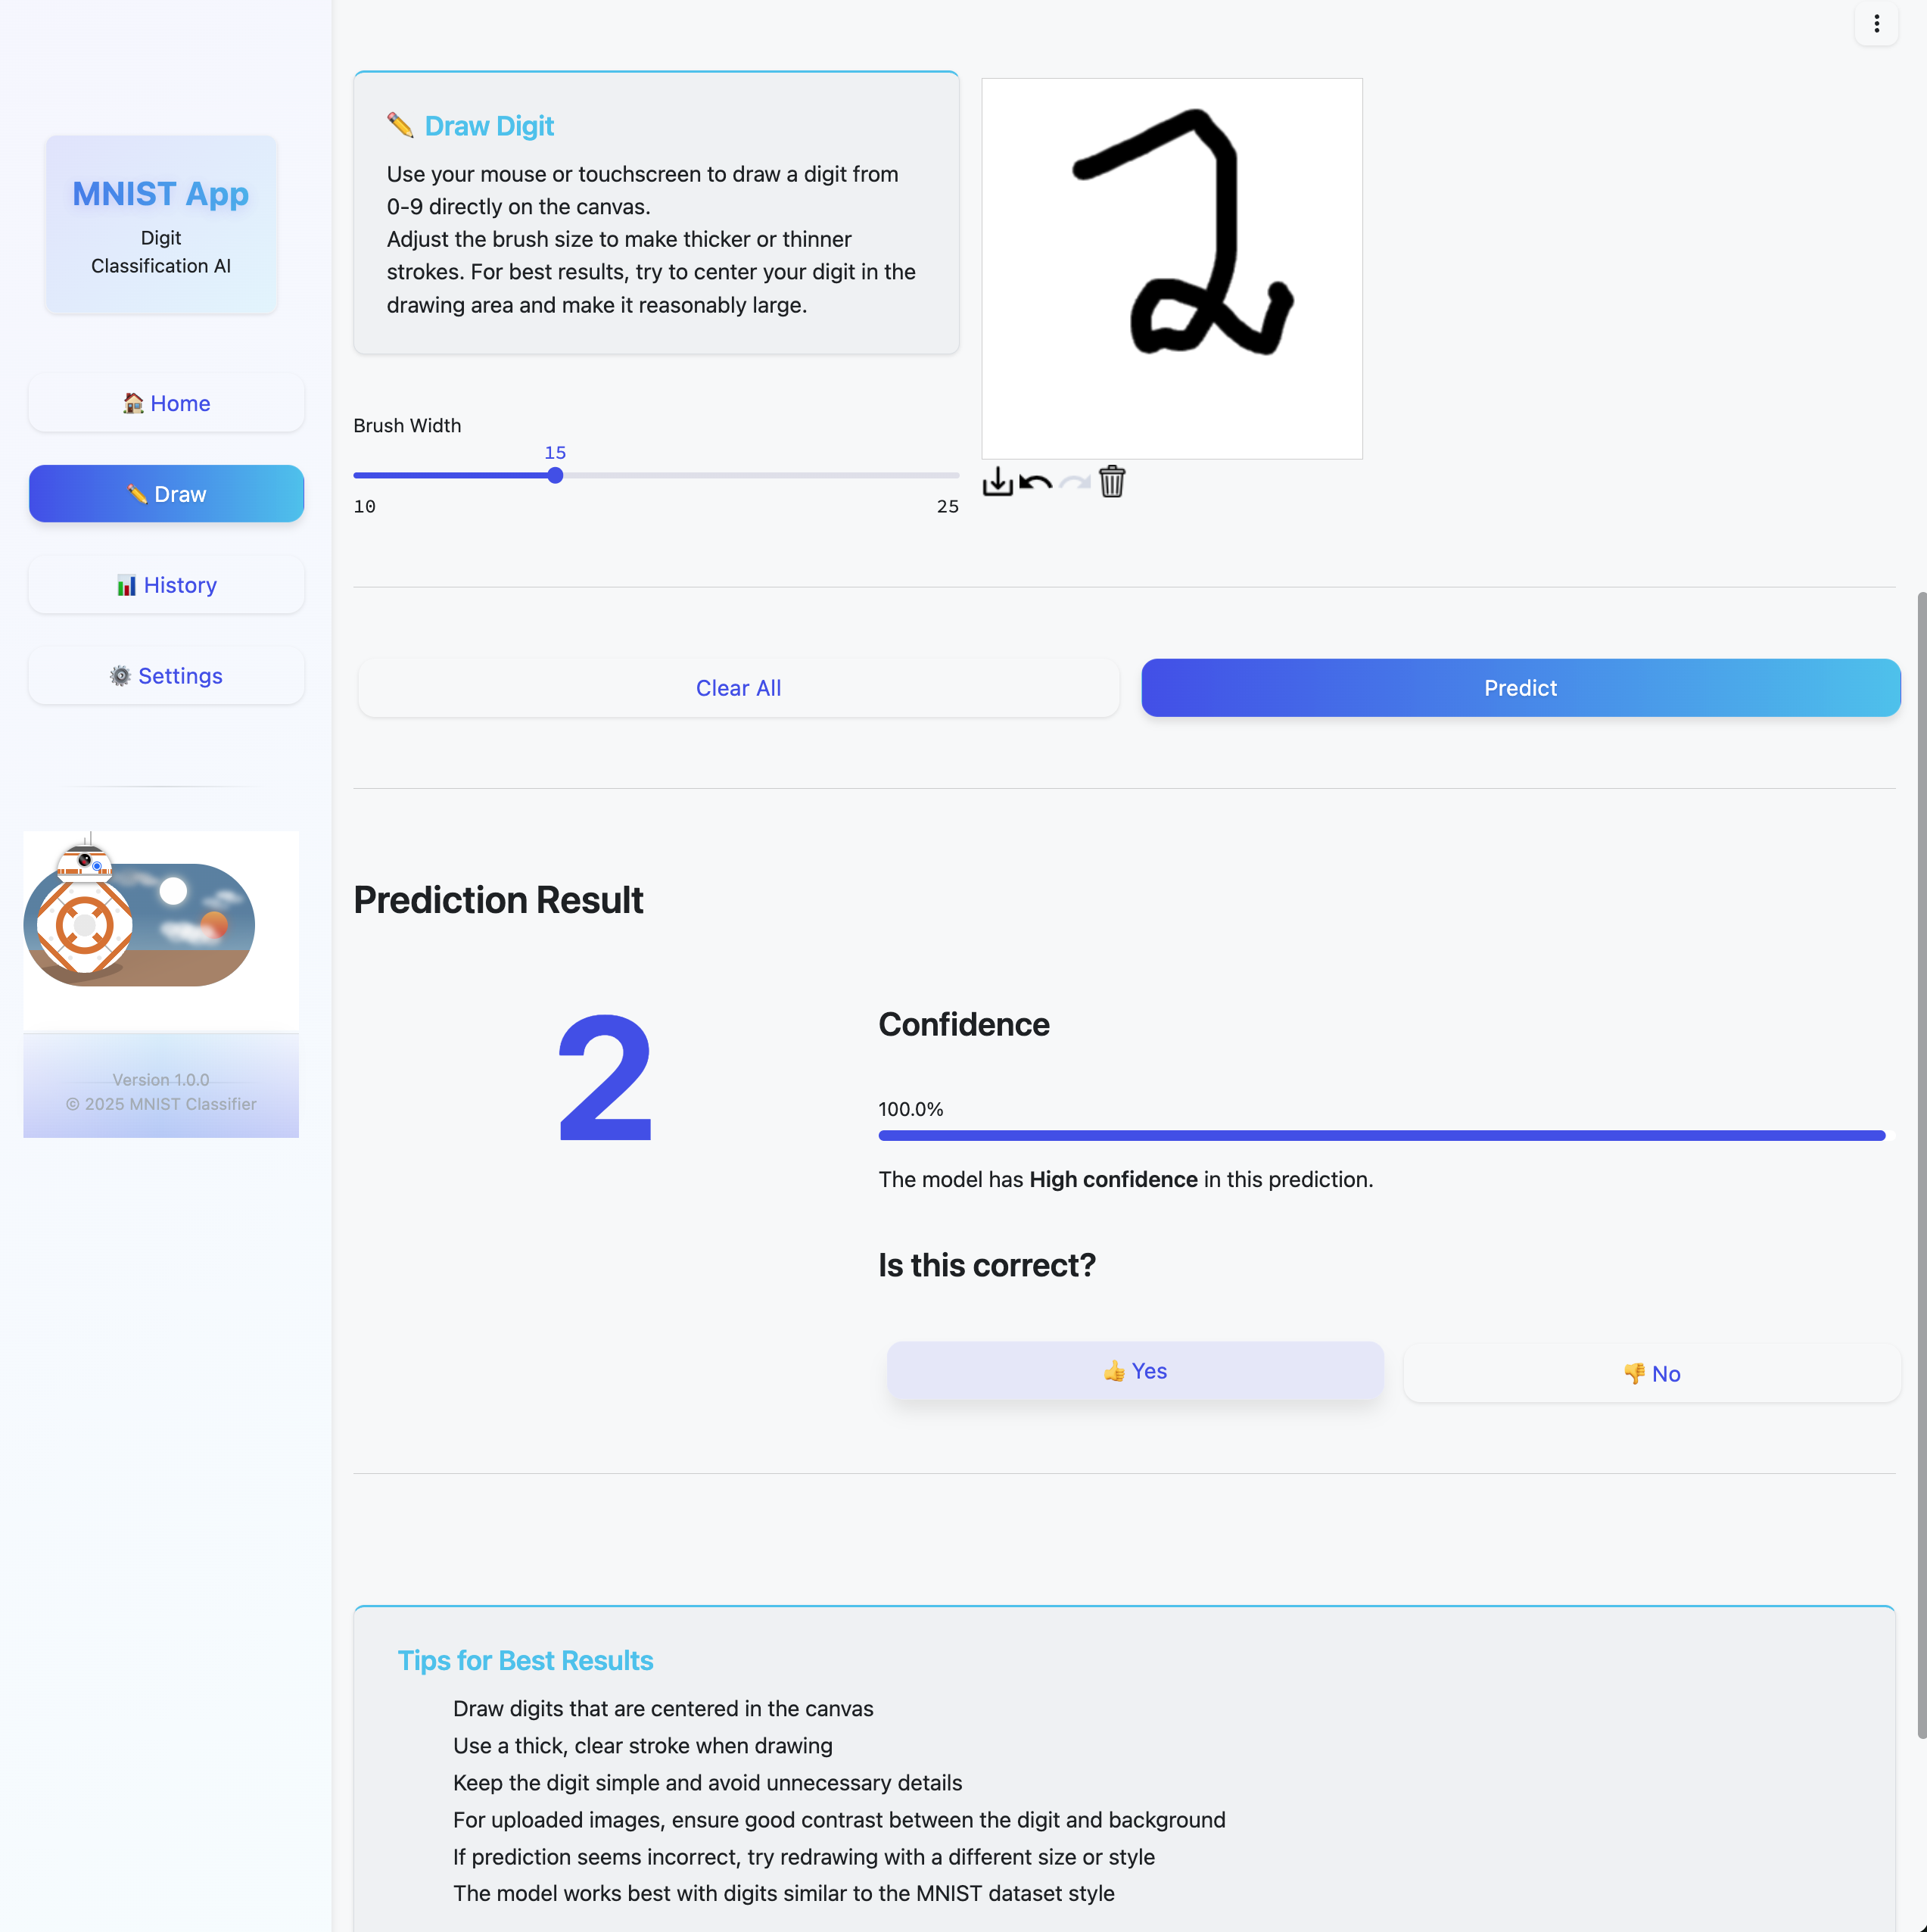 MNIST App
Digit
Classification AI
🏠 Home
✏️ Draw
📊 History
⚙️ Settings
Version 1.0.0
© 2025 MNIST Classifier
✏️ Draw Digit
Use your mouse or touchscreen to draw a digit from
0-9 directly on the canvas.
Adjust the brush size to make thicker or thinner
strokes. For best results, try to center your digit in the
drawing area and make it reasonably large.
2
Brush Width
15
10
25
Clear All
Predict
Prediction Result
2
Confidence
100.0%
The model has High confidence in this prediction.
Is this correct?
👍 Yes
👎 No
Tips for Best Results
Draw digits that are centered in the canvas
Use a thick, clear stroke when drawing
Keep the digit simple and avoid unnecessary details
For uploaded images, ensure good contrast between the digit and background
If prediction seems incorrect, try redrawing with a different size or style
The model works best with digits similar to the MNIST dataset style